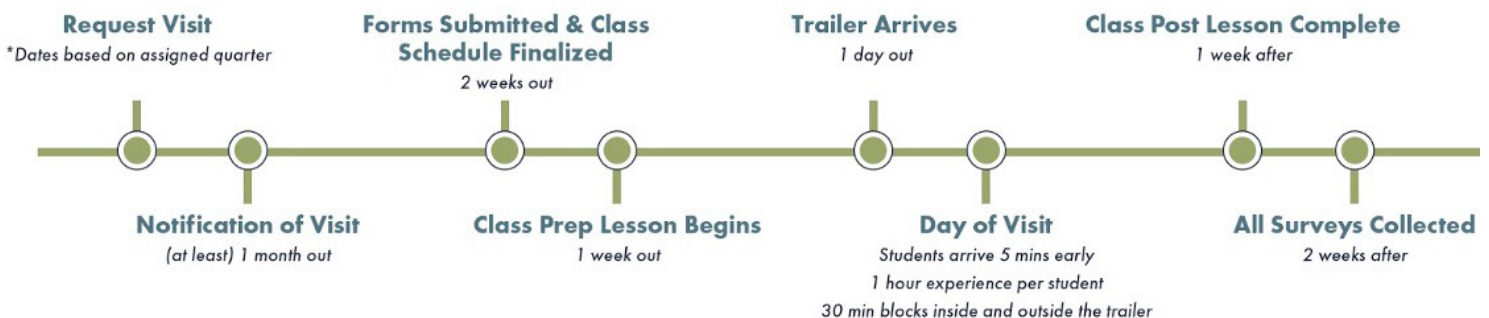 Request Visit
*Dates based on assigned quarter
Notification of Visit
(at least) 1 month out
Forms Submitted & Class
Schedule Finalized
2 weeks out
Class Prep Lesson Begins
1 week out
Trailer Arrives
1 day out
Day of Visit
Students arrive 5 mins early
1 hour experience per student
30 min blocks inside and outside the trailer
Class Post Lesson Complete
1 week after
All Surveys Collected
2 weeks after